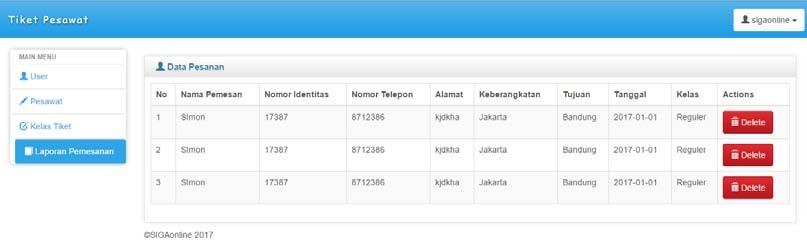 Tiket Pesawat
sigaonline
MAIN MENU
User
Pesawat
Kelas Tiket
Laporan Pemesanan
Data Pesanan
No Nama Pemesan Nomor Identitas Nomor Telepon Alamat Keberangkatan Tujuan Tanggal Kelas Actions
1 SImon 17387 8712386 kjdkha Jakarta Bandung 2017-01-01 Reguler Delete
2 SImon 17387 8712386 kjdkha Jakarta Bandung 2017-01-01 Reguler Delete
3 SImon 17387 8712386 kjdkha Jakarta Bandung 2017-01-01 Reguler Delete
©SIGAonline 2017